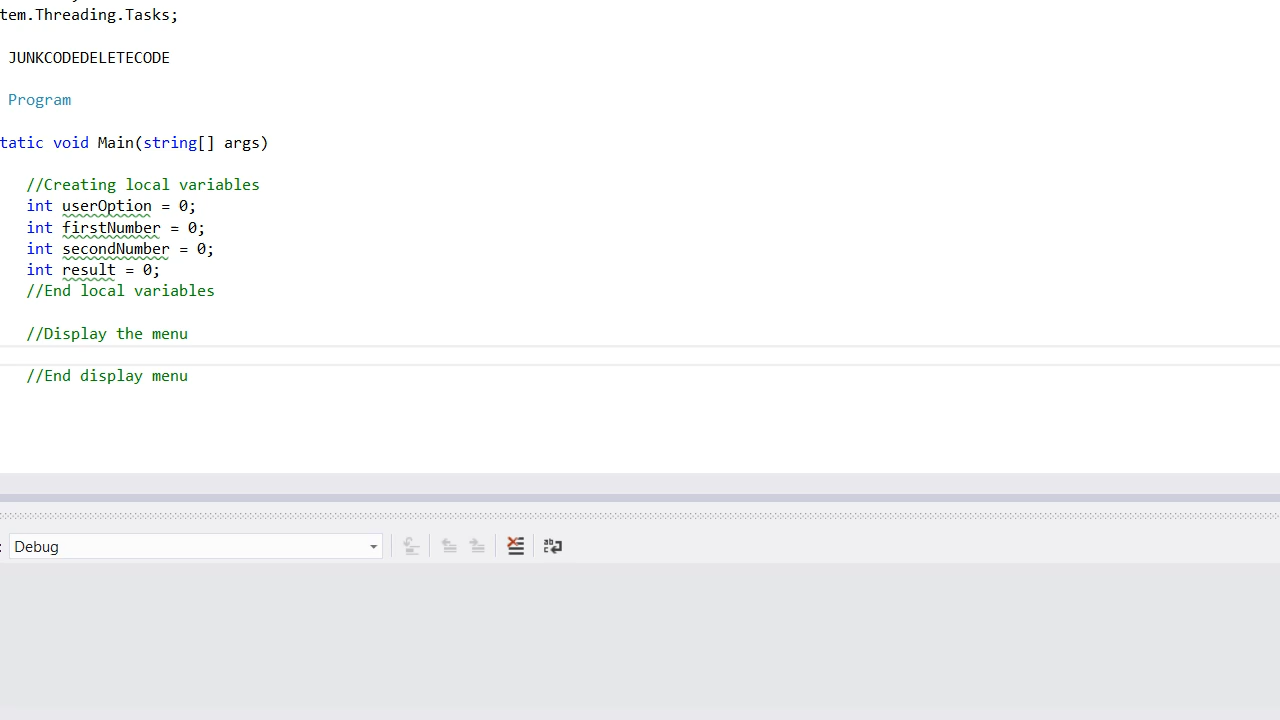 tem.Threading.Tasks;
JUNKCODEDELETECODE
Program
tatic void Main(string[] args)
//Creating local variables
int userOption = 0;
int firstNumber = 0;
int secondNumber = 0;
int result = 0;
//End local variables
//Display the menu
//End display menu
: Debug